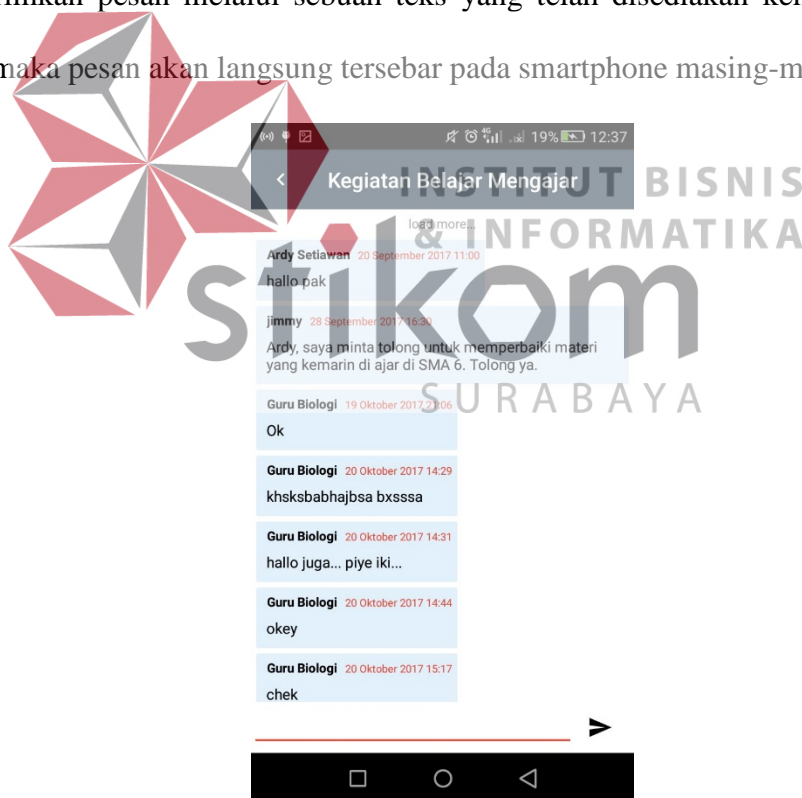 pesan melalui sebuah teks yang telah disediakan
maka pesan akan langsung tersebar pada smartphone masing-m
4G 19% 12:37
Kegiatan Belajar Mengajar
INSTITUT BISNIS
load more...
& INFORMATIKA
Ardy Setiawan 20 September 2017 11:00
hallo pak
stikom
jimmy 28 September 2017 16:30
Ardy, saya minta tolong untuk memperbaiki materi
yang kemarin di ajar di SMA 6. Tolong ya.
SURABAYA
Guru Biologi 19 Oktober 2017 21:06
Ok
Guru Biologi 20 Oktober 2017 14:29
khsksbabhajbsa bxsssa
Guru Biologi 20 Oktober 2017 14:31
hallo juga... piye iki...
Guru Biologi 20 Oktober 2017 14:44
okey
Guru Biologi 20 Oktober 2017 15:17
chek